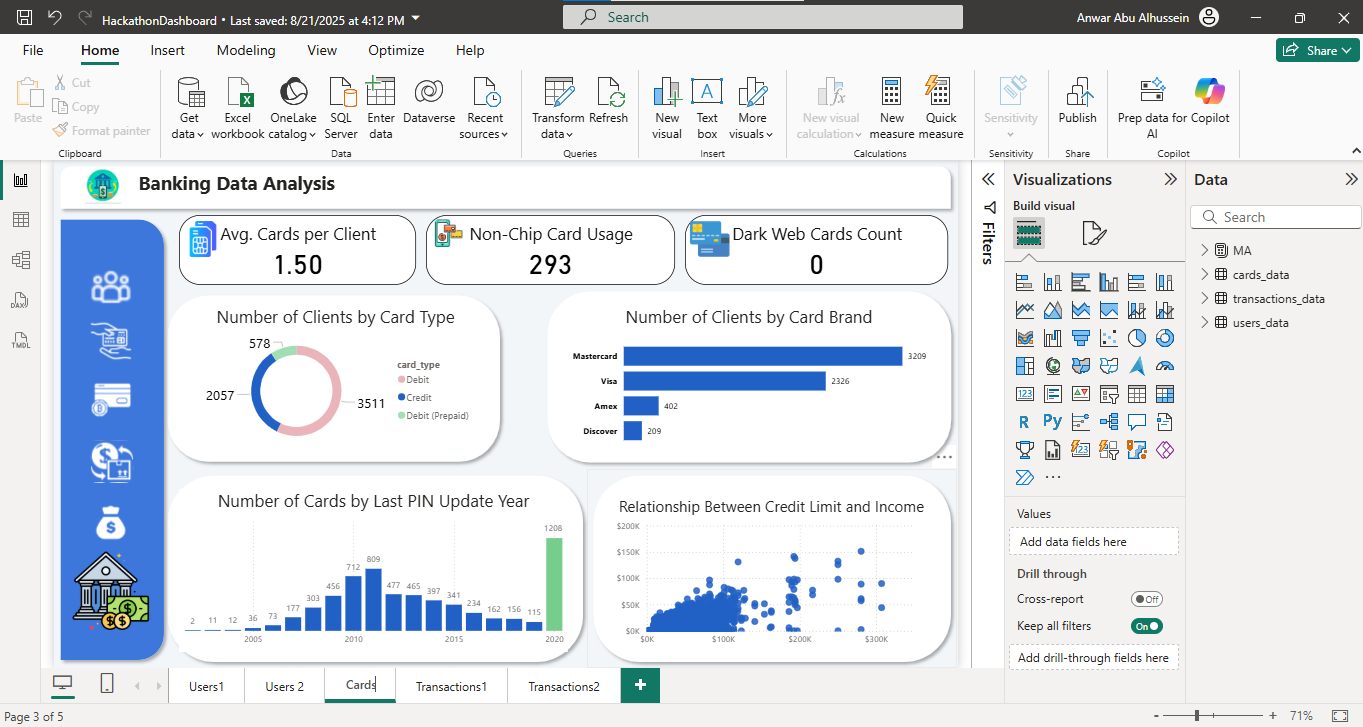 HackathonDashboard • Last saved: 8/21/2025 at 4:12 PM
Search
Anwar Abu Alhussein
File
Home
Insert
Modeling
View
Optimize
Help
Share
Paste
Cut
Copy
Format painter
Clipboard
Get data
Excel workbook
OneLake catalog
SQL Server
Enter data
Dataverse
Recent sources
Data
Transform data
Refresh
Queries
New visual
Text box
More visuals
Insert
New visual calculation
New measure
Quick measure
Calculations
Sensitivity
Sensitivity
Publish
Share
Prep data for AI
Copilot
Copilot
Banking Data Analysis
Avg. Cards per Client
1.50
Non-Chip Card Usage
293
Dark Web Cards Count
0
Number of Clients by Card Type
578
2057
3511
card_type
Debit
Credit
Debit (Prepaid)
Number of Clients by Card Brand
Mastercard 3209
Visa 2326
Amex 402
Discover 209
Number of Cards by Last PIN Update Year
2 11 12 36 73 177 303 456 712 809 477 465 397 341 234 162 156 115 1208
2005 2010 2015 2020
Relationship Between Credit Limit and Income
$200K
$150K
$100K
$50K
$0K
$0K $100K $200K $300K
Filters
Visualizations
Build visual
R
Py
123
Values
Add data fields here
Drill through
Cross-report
Off
Keep all filters
On
Add drill-through fields here
Data
Search
MA
cards_data
transactions_data
users_data
DAX
TMDL
Users1
Users 2
Cards
Transactions1
Transactions2
+
Page 3 of 5
- + 71%